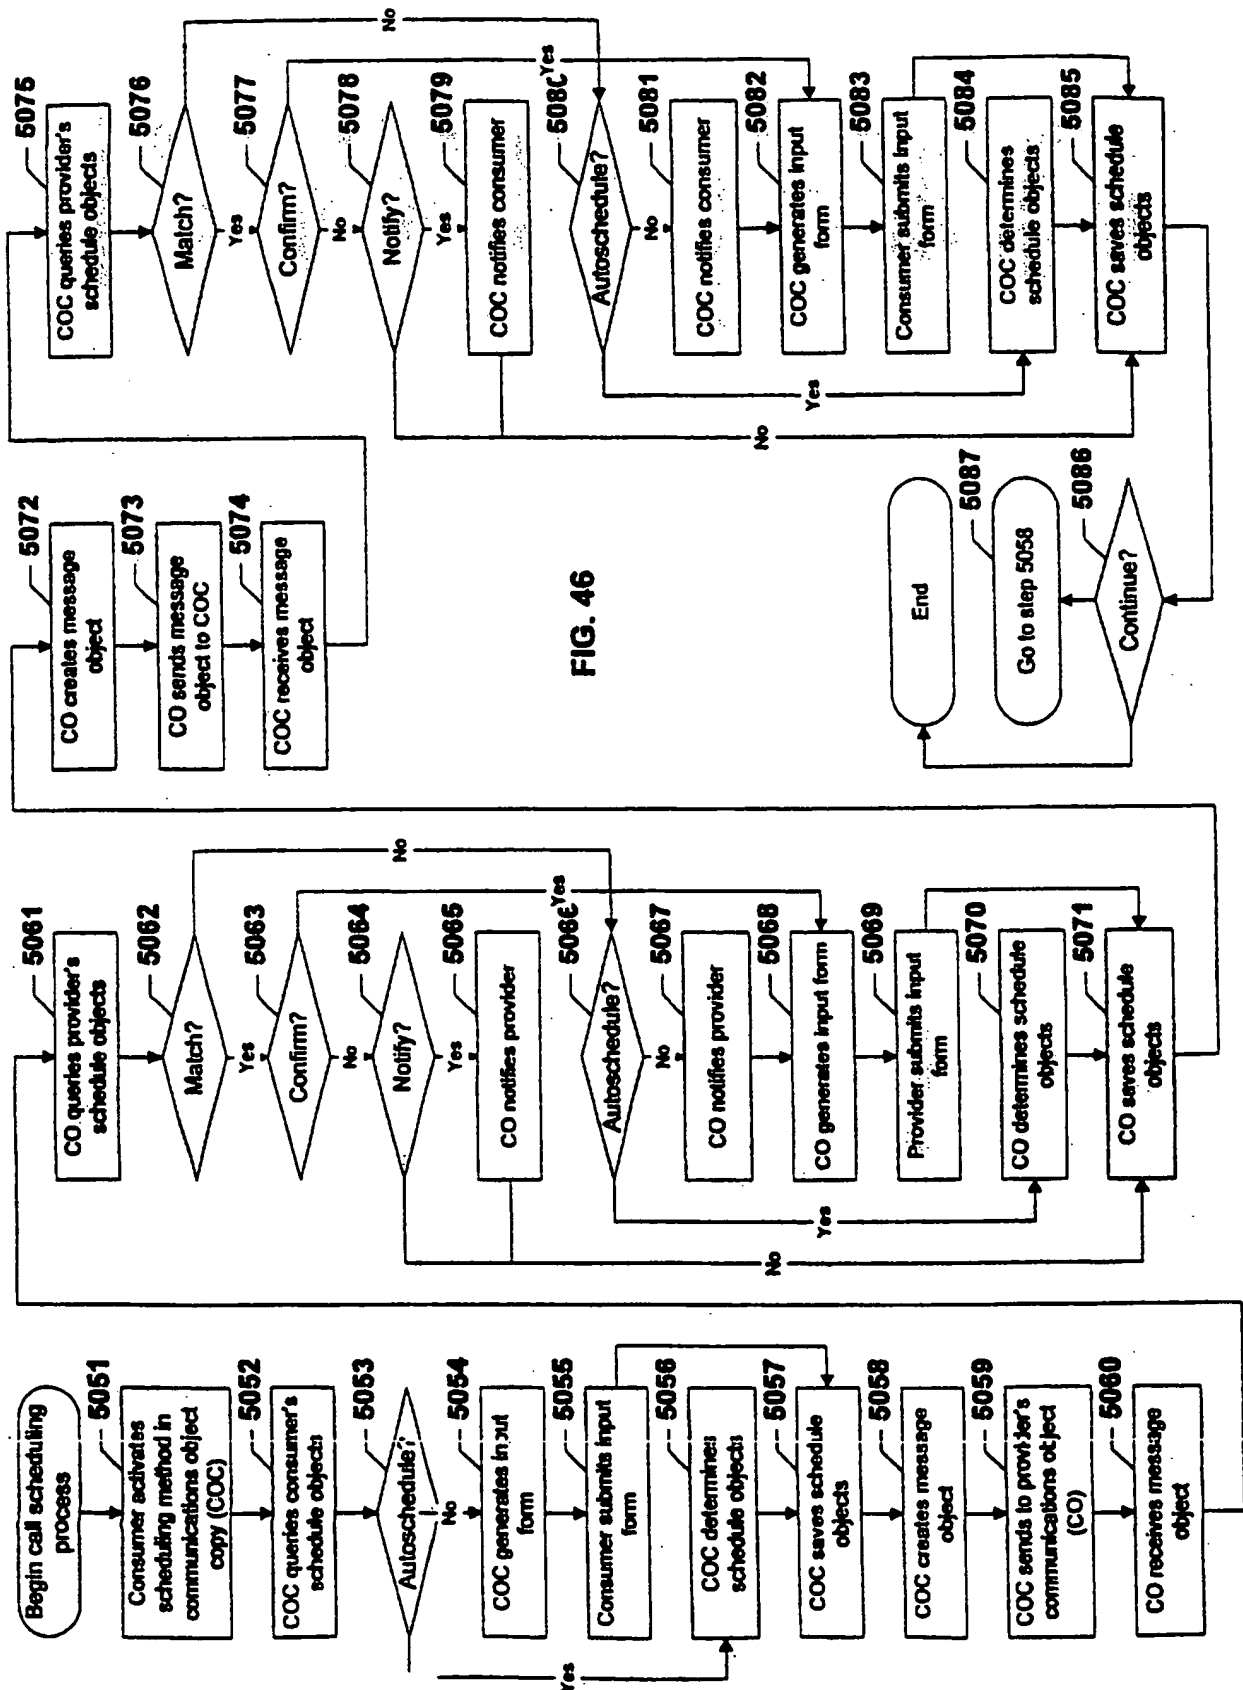 Begin call scheduling
process
5051
Consumer activates
scheduling method in
communications object
copy (COC)
5052
COC queries consumer's
schedule objects
5053
Autoschedule?
No
Yes
5054
COC generates input
form
5055
Consumer submits input
form
5056
COC determines
schedule objects
5057
COC saves schedule
objects
5058
COC creates message
object
5059
COC sends to provider's
communications object
(CO)
5060
CO receives message
object
5061
CO queries provider's
schedule objects
5062
Match?
No
Yes
5063
Confirm?
Yes
No
5064
Notify?
Yes
No
5065
CO notifies provider
5066
Autoschedule?
No
Yes
5067
CO notifies provider
5068
CO generates input form
5069
Provider submits input
form
5070
CO determines schedule
objects
5071
CO saves schedule
objects
5072
CO creates message
object
5073
CO sends message
object to COC
5074
COC receives message
object
5075
COC queries provider's
schedule objects
5076
Match?
No
Yes
5077
Confirm?
Yes
No
5078
Notify?
Yes
No
5079
COC notifies consumer
5080
Autoschedule?
No
Yes
5081
COC notifies consumer
5082
COC generates input
form
5083
Consumer submits input
form
5084
COC determines
schedule objects
5085
COC saves schedule
objects
5086
Continue?
5087
Go to step 5058
End
FIG. 46